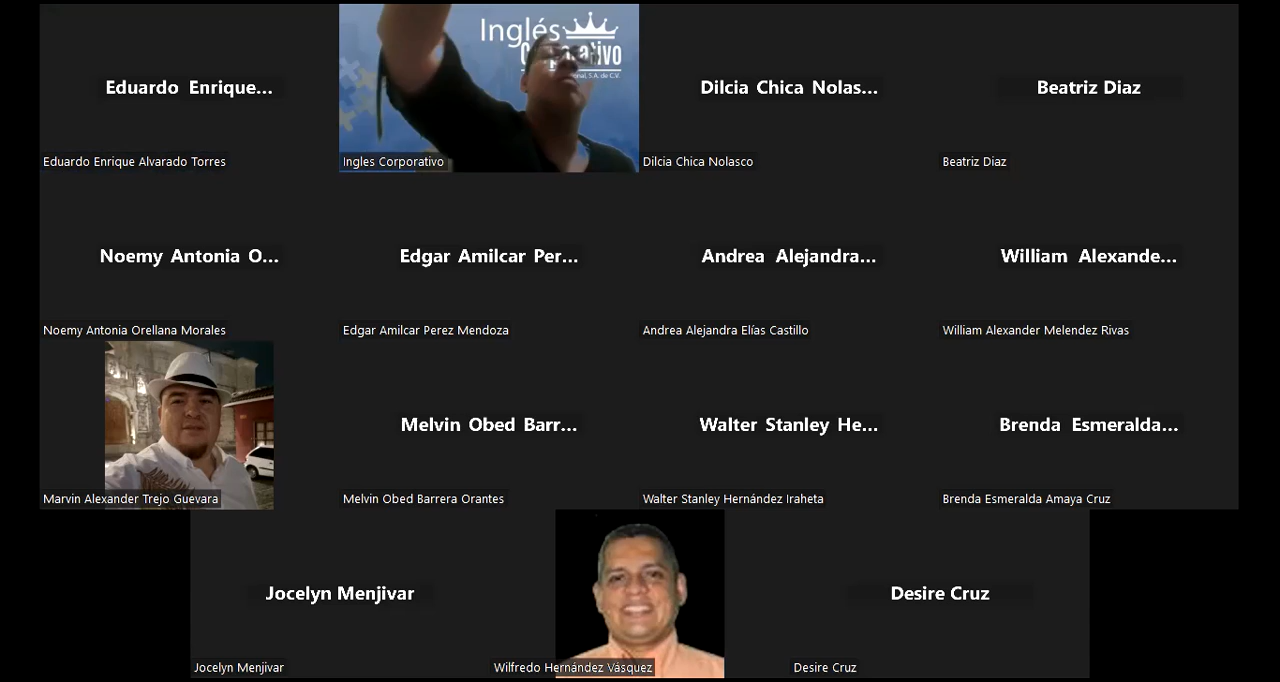 Eduardo Enrique...
Eduardo Enrique Alvarado Torres
Inglés
nal, S.A. de C.V.
Ingles Corporativo
Dilcia Chica Nolas...
Dilcia Chica Nolasco
Beatriz Diaz
Beatriz Diaz
Noemy Antonia O...
Noemy Antonia Orellana Morales
Edgar Amilcar Per...
Edgar Amilcar Perez Mendoza
Andrea Alejandra...
Andrea Alejandra Elías Castillo
William Alexande...
William Alexander Melendez Rivas
Marvin Alexander Trejo Guevara
Melvin Obed Barr...
Melvin Obed Barrera Orantes
Walter Stanley He...
Walter Stanley Hernández Iraheta
Brenda Esmeralda...
Brenda Esmeralda Amaya Cruz
Jocelyn Menjivar
Jocelyn Menjivar
Wilfredo Hernández Vásquez
Desire Cruz
Desire Cruz